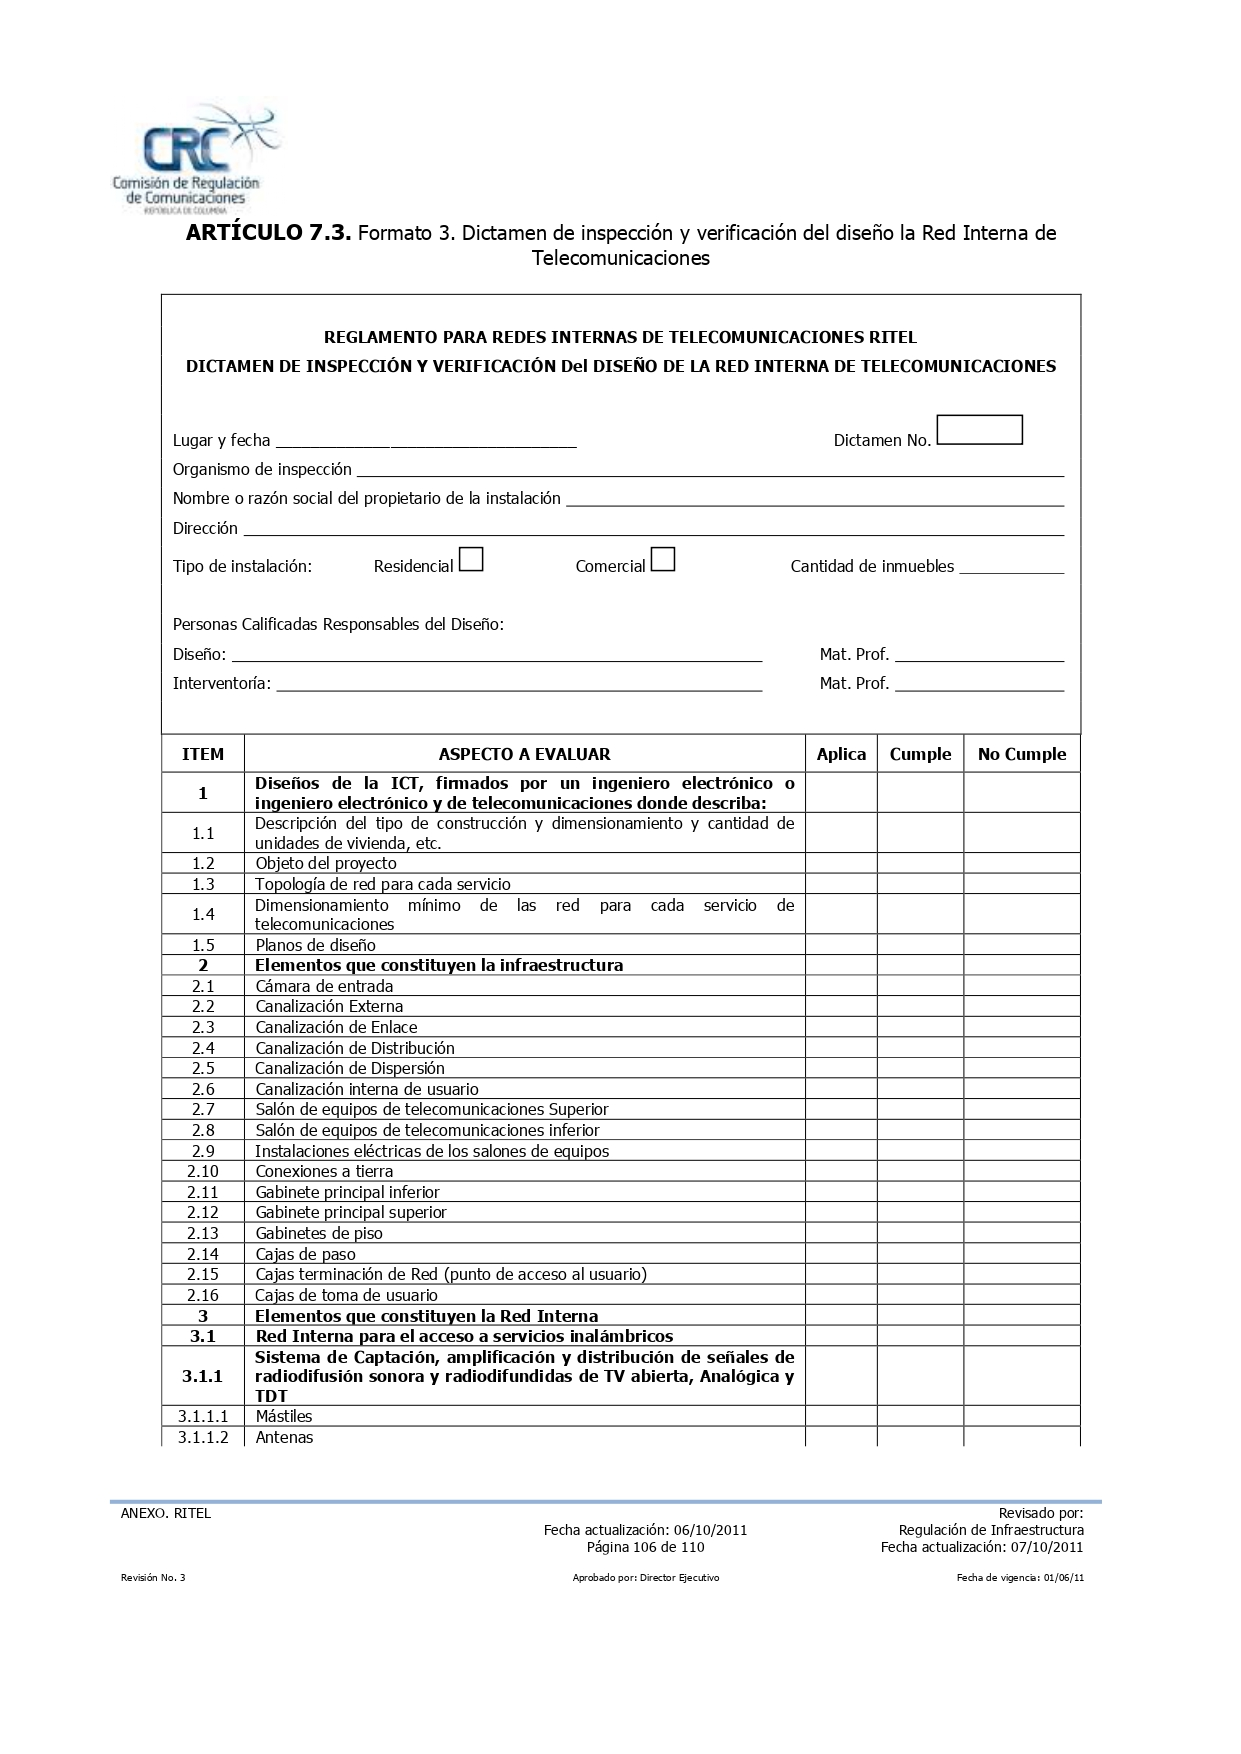 CRC
Comisión de Regulación
de Comunicaciones
REPÚBLICA DE COLOMBIA
ARTÍCULO 7.3. Formato 3. Dictamen de inspección y verificación del diseño la Red Interna de
Telecomunicaciones
REGLAMENTO PARA REDES INTERNAS DE TELECOMUNICACIONES RITEL
DICTAMEN DE INSPECCIÓN Y VERIFICACIÓN Del DISEÑO DE LA RED INTERNA DE TELECOMUNICACIONES
Lugar y fecha ___________________________________ Dictamen No.
Organismo de inspección ___________________________________
Nombre o razón social del propietario de la instalación ___________________________________
Dirección ___________________________________
Tipo de instalación: Residencial Comercial Cantidad de inmuebles ____________
Personas Calificadas Responsables del Diseño:
Diseño: ___________________________________ Mat. Prof. ____________________
Interventoría: ___________________________________ Mat. Prof. ____________________
ITEM ASPECTO A EVALUAR Aplica Cumple No Cumple
1 Diseños de la ICT, firmados por un ingeniero electrónico o
ingeniero electrónico y de telecomunicaciones donde describa:
1.1 Descripción del tipo de construcción y dimensionamiento y cantidad de
unidades de vivienda, etc.
1.2 Objeto del proyecto
1.3 Topología de red para cada servicio
1.4 Dimensionamiento mínimo de las red para cada servicio de
telecomunicaciones
1.5 Planos de diseño
2 Elementos que constituyen la infraestructura
2.1 Cámara de entrada
2.2 Canalización Externa
2.3 Canalización de Enlace
2.4 Canalización de Distribución
2.5 Canalización de Dispersión
2.6 Canalización interna de usuario
2.7 Salón de equipos de telecomunicaciones Superior
2.8 Salón de equipos de telecomunicaciones inferior
2.9 Instalaciones eléctricas de los salones de equipos
2.10 Conexiones a tierra
2.11 Gabinete principal inferior
2.12 Gabinete principal superior
2.13 Gabinetes de piso
2.14 Cajas de paso
2.15 Cajas terminación de Red (punto de acceso al usuario)
2.16 Cajas de toma de usuario
3 Elementos que constituyen la Red Interna
3.1 Red Interna para el acceso a servicios inalámbricos
3.1.1 Sistema de Captación, amplificación y distribución de señales de
radiodifusión sonora y radiodifundidas de TV abierta, Analógica y
TDT
3.1.1.1 Mástiles
3.1.1.2 Antenas
ANEXO. RITEL Revisado por:
Fecha actualización: 06/10/2011 Regulación de Infraestructura
Página 106 de 110 Fecha actualización: 07/10/2011
Revisión No. 3 Aprobado por: Director Ejecutivo Fecha de vigencia: 01/06/11